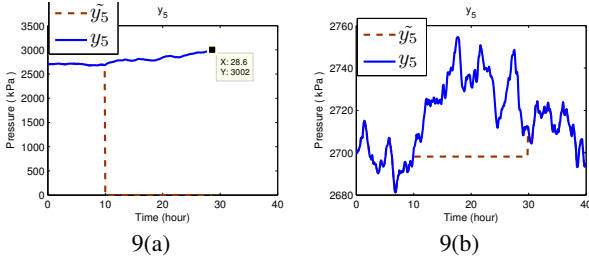 y5
ỹ5
y5
3500
3000
2500
2000
1500
1000
500
0
Pressure ( kPa)
X: 28.6
Y: 3002
0 10 20 30 40
Time (hour)
9(a)
y5
ỹ5
y5
2760
2740
2720
2700
2680
Pressure ( kPa)
0 10 20 30 40
Time (hour)
9(b)